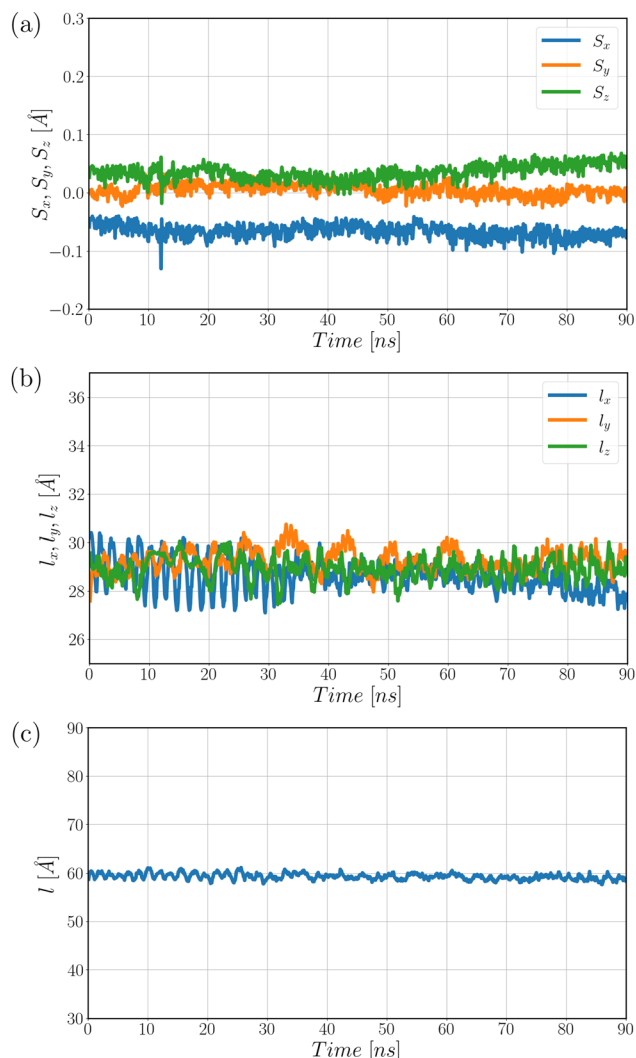 (a)
S_x, S_y, S_z [Å]
0.3
0.2
0.1
0.0
−0.1
−0.2
S_x
S_y
S_z
0 10 20 30 40 50 60 70 80 90
Time [ns]
(b)
l_x, l_y, l_z [Å]
36
34
32
30
28
26
l_x
l_y
l_z
0 10 20 30 40 50 60 70 80 90
Time [ns]
(c)
l [Å]
90
80
70
60
50
40
30
0 10 20 30 40 50 60 70 80 90
Time [ns]